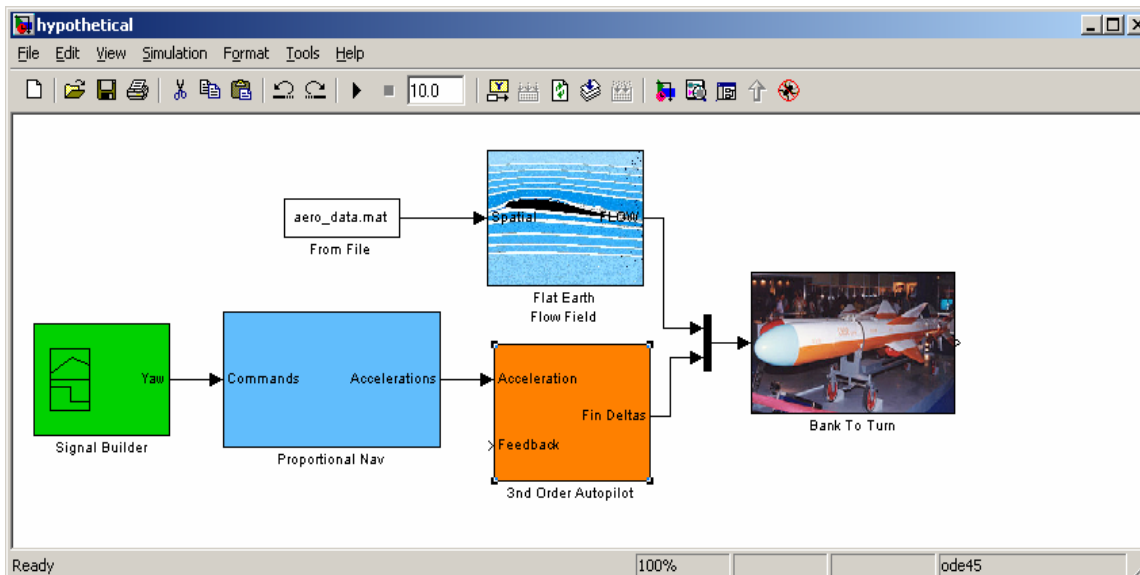 hypothetical
File Edit View Simulation Format Tools Help
10.0
aero_data.mat
From File
Spatial FLOW
Flat Earth
Flow Field
Yaw
Signal Builder
Commands Accelerations
Proportional Nav
Acceleration
Fin Deltas
Feedback
3nd Order Autopilot
Bank To Turn
Ready 100% ode45